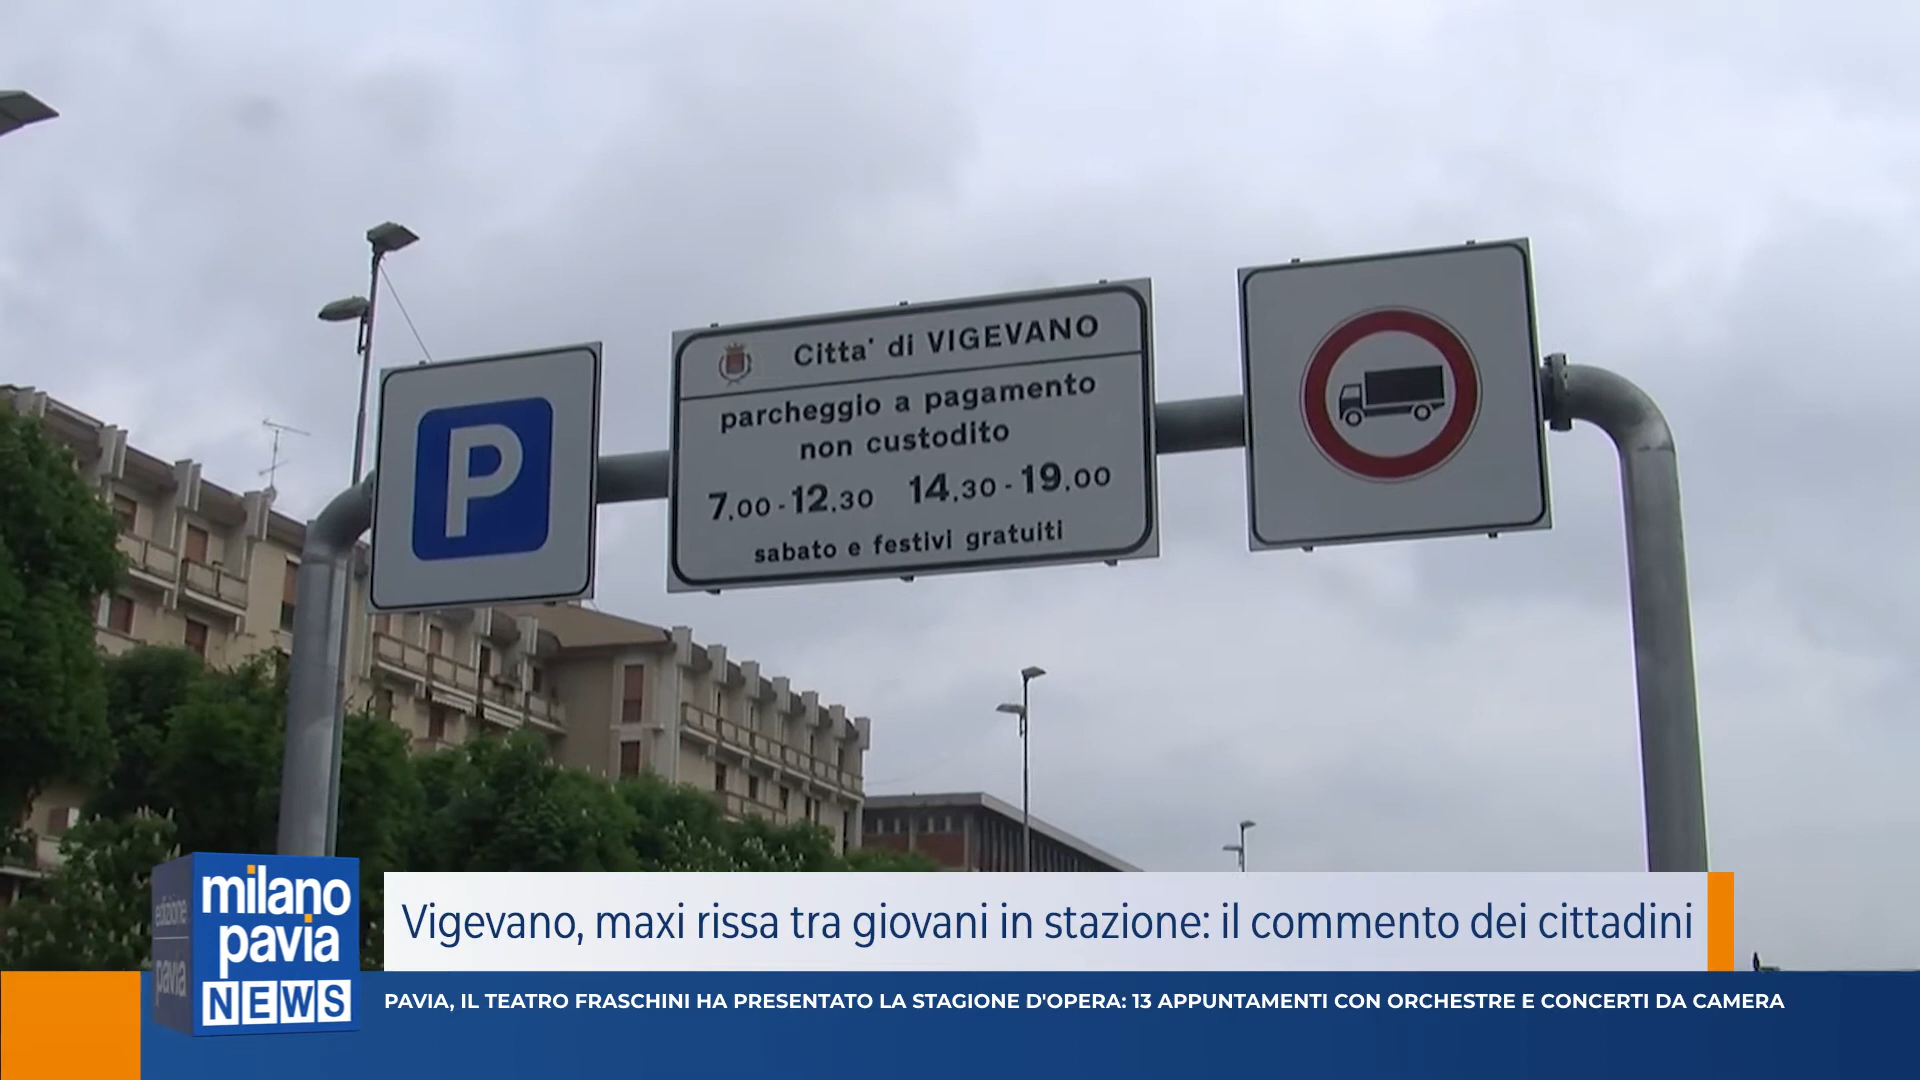 P
Citta' di VIGEVANO
parcheggio a pagamento
non custodito
7.00-12.30 14.30-19.00
sabato e festivi gratuiti
edizione
pavia
milano
pavia
NEWS
Vigevano, maxi rissa tra giovani in stazione: il commento dei cittadini
PAVIA, IL TEATRO FRASCHINI HA PRESENTATO LA STAGIONE D'OPERA: 13 APPUNTAMENTI CON ORCHESTRE E CONCERTI DA CAMERA